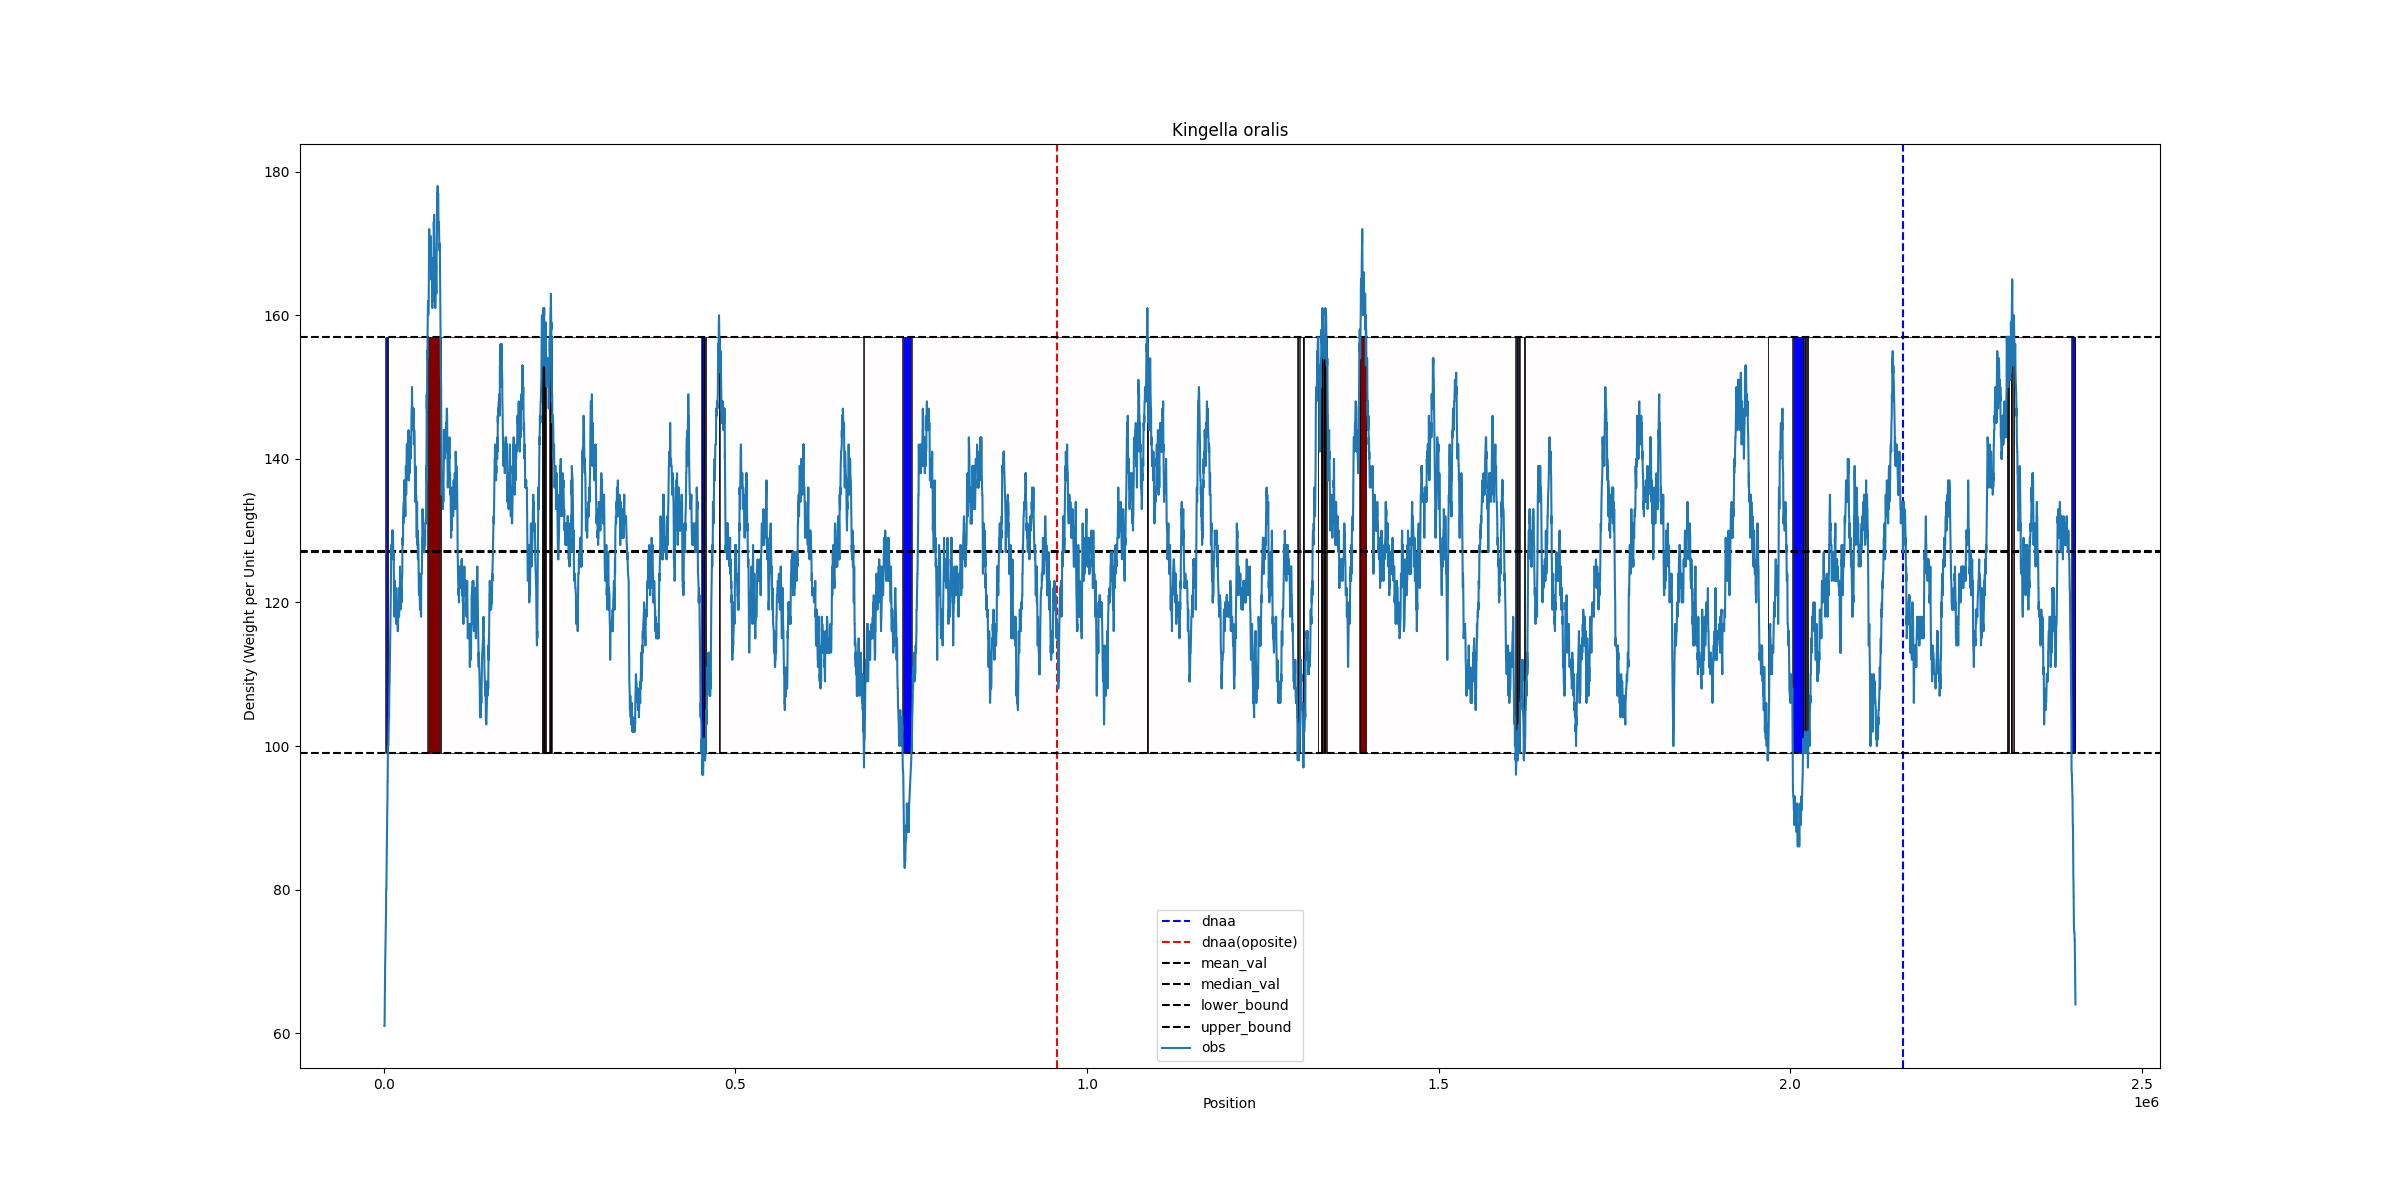 Kingella oralis
Density (Weight per Unit Length)
180
160
140
120
100
80
60
dnaa
dnaa(oposite)
mean_val
median_val
lower_bound
upper_bound
obs
0.0
0.5
1.0
1.5
2.0
2.5
1e6
Position